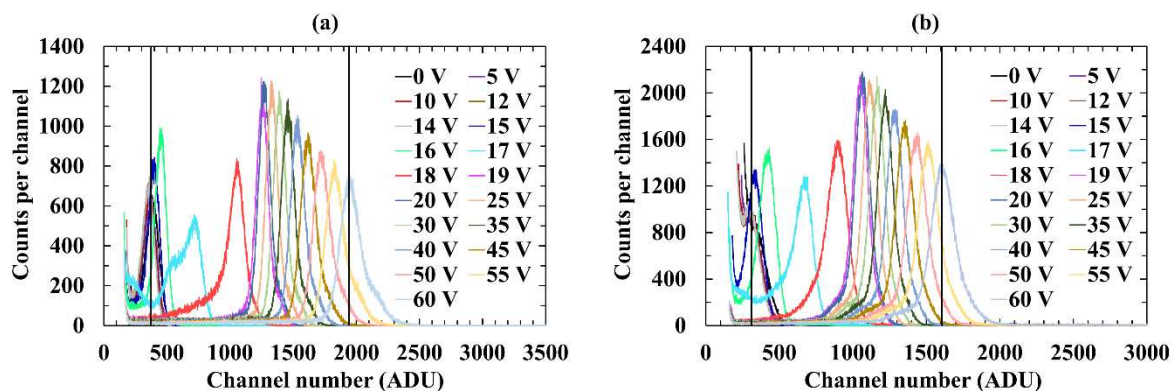 (a)
1400
1200
1000
800
600
400
200
0
Counts per channel
0 500 1000 1500 2000 2500 3000 3500
Channel number (ADU)
0 V 5 V
10 V 12 V
14 V 15 V
16 V 17 V
18 V 19 V
20 V 25 V
30 V 35 V
40 V 45 V
50 V 55 V
60 V
(b)
2400
2000
1600
1200
800
400
0
Counts per channel
0 500 1000 1500 2000 2500 3000
Channel number (ADU)
0 V 5 V
10 V 12 V
14 V 15 V
16 V 17 V
18 V 19 V
20 V 25 V
30 V 35 V
40 V 45 V
50 V 55 V
60 V